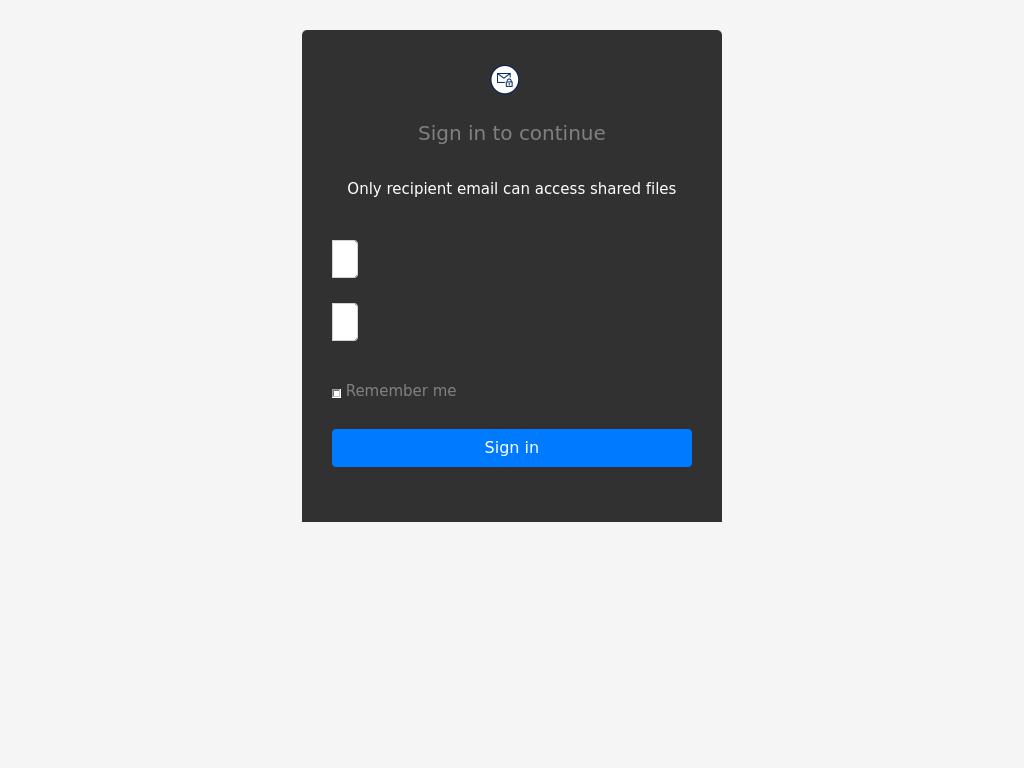 Sign in to continue
Only recipient email can access shared files
Remember me
Sign in